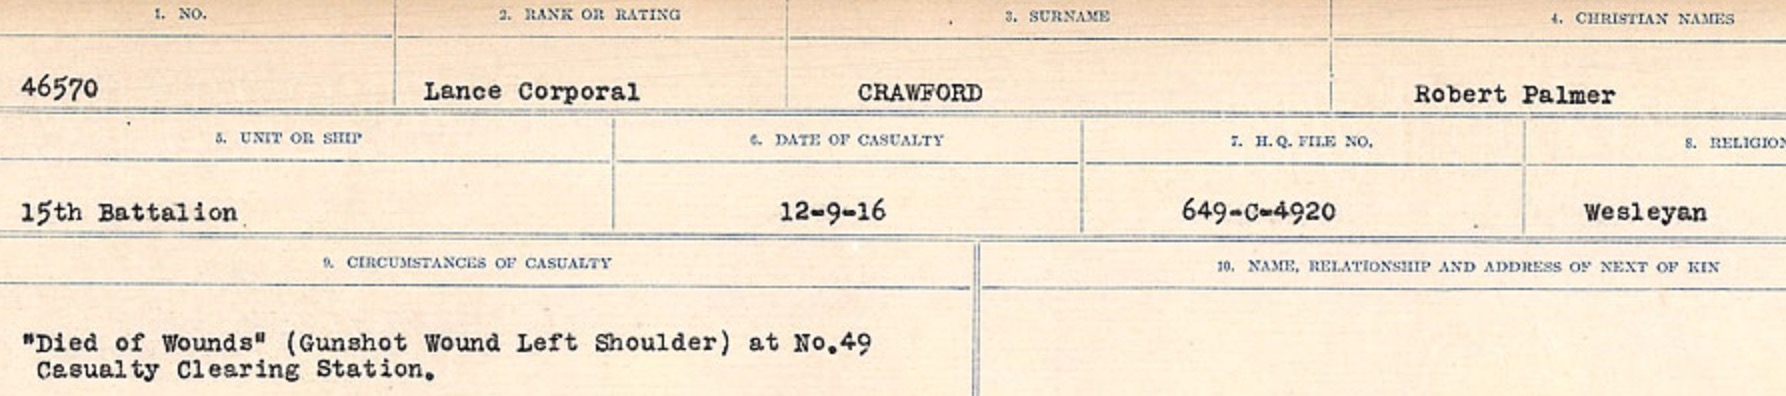 1. NO. 2. RANK OR RATING 3. SURNAME 4. CHRISTIAN NAMES
46570 Lance Corporal CRAWFORD Robert Palmer
5. UNIT OR SHIP 6. DATE OF CASUALTY 7. H.Q. FILE NO. 8. RELIGION
15th Battalion 12-9-16 649-C-4920 Wesleyan
9. CIRCUMSTANCES OF CASUALTY 10. NAME, RELATIONSHIP AND ADDRESS OF NEXT OF KIN
"Died of Wounds" (Gunshot Wound Left Shoulder) at No.49
Casualty Clearing Station.